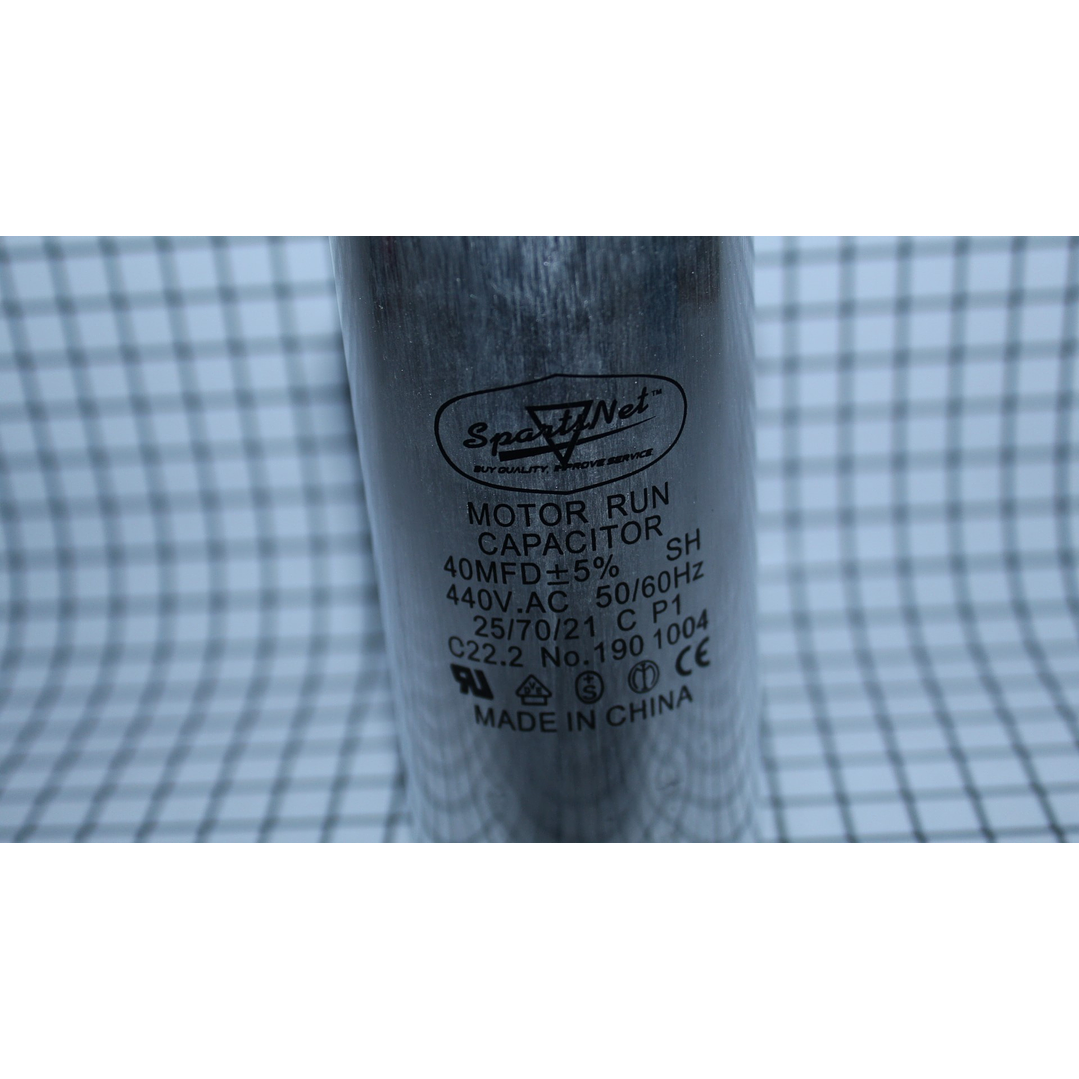 SpartsNet™
BUY QUALITY, IMPROVE SERVICE
MOTOR RUN
CAPACITOR
40MFD±5% SH
440V.AC 50/60Hz
25/70/21 C P1
C22.2 No.190 1004
CE
MADE IN CHINA